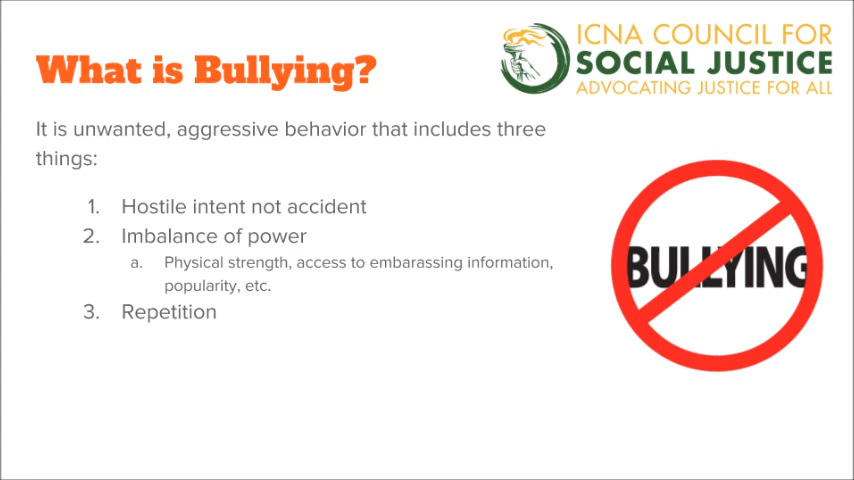 ICNA COUNCIL FOR
SOCIAL JUSTICE
ADVOCATING JUSTICE FOR ALL
What is Bullying?
It is unwanted, aggressive behavior that includes three
things:
1. Hostile intent not accident
2. Imbalance of power
a. Physical strength, access to embarassing information,
popularity, etc.
3. Repetition
BULLYING